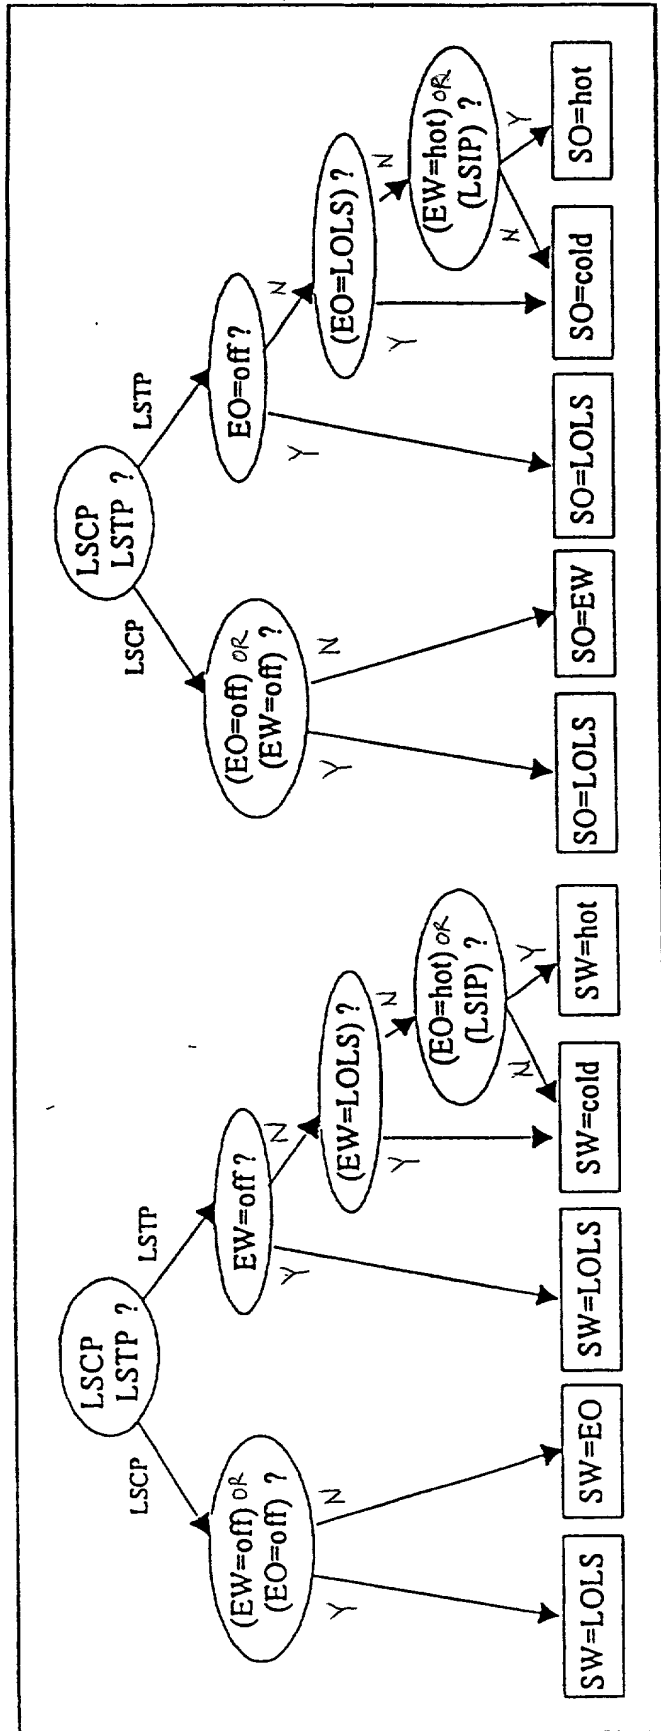 LSCP
LSTP ?
LSCP
LSTP
(EW=off) OR
(EO=off) ?
EW=off ?
Y
N
Y
N
(EW=LOLS) ?
Y
N
(EO=hot) OR
(LSIP) ?
N
Y
SW=LOLS
SW=EO
SW=LOLS
SW=cold
SW=hot
LSCP
LSTP ?
LSCP
LSTP
(EO=off) OR
(EW=off) ?
EO=off ?
Y
N
Y
N
(EO=LOLS) ?
Y
N
(EW=hot) OR
(LSIP) ?
N
Y
SO=LOLS
SO=EW
SO=LOLS
SO=cold
SO=hot